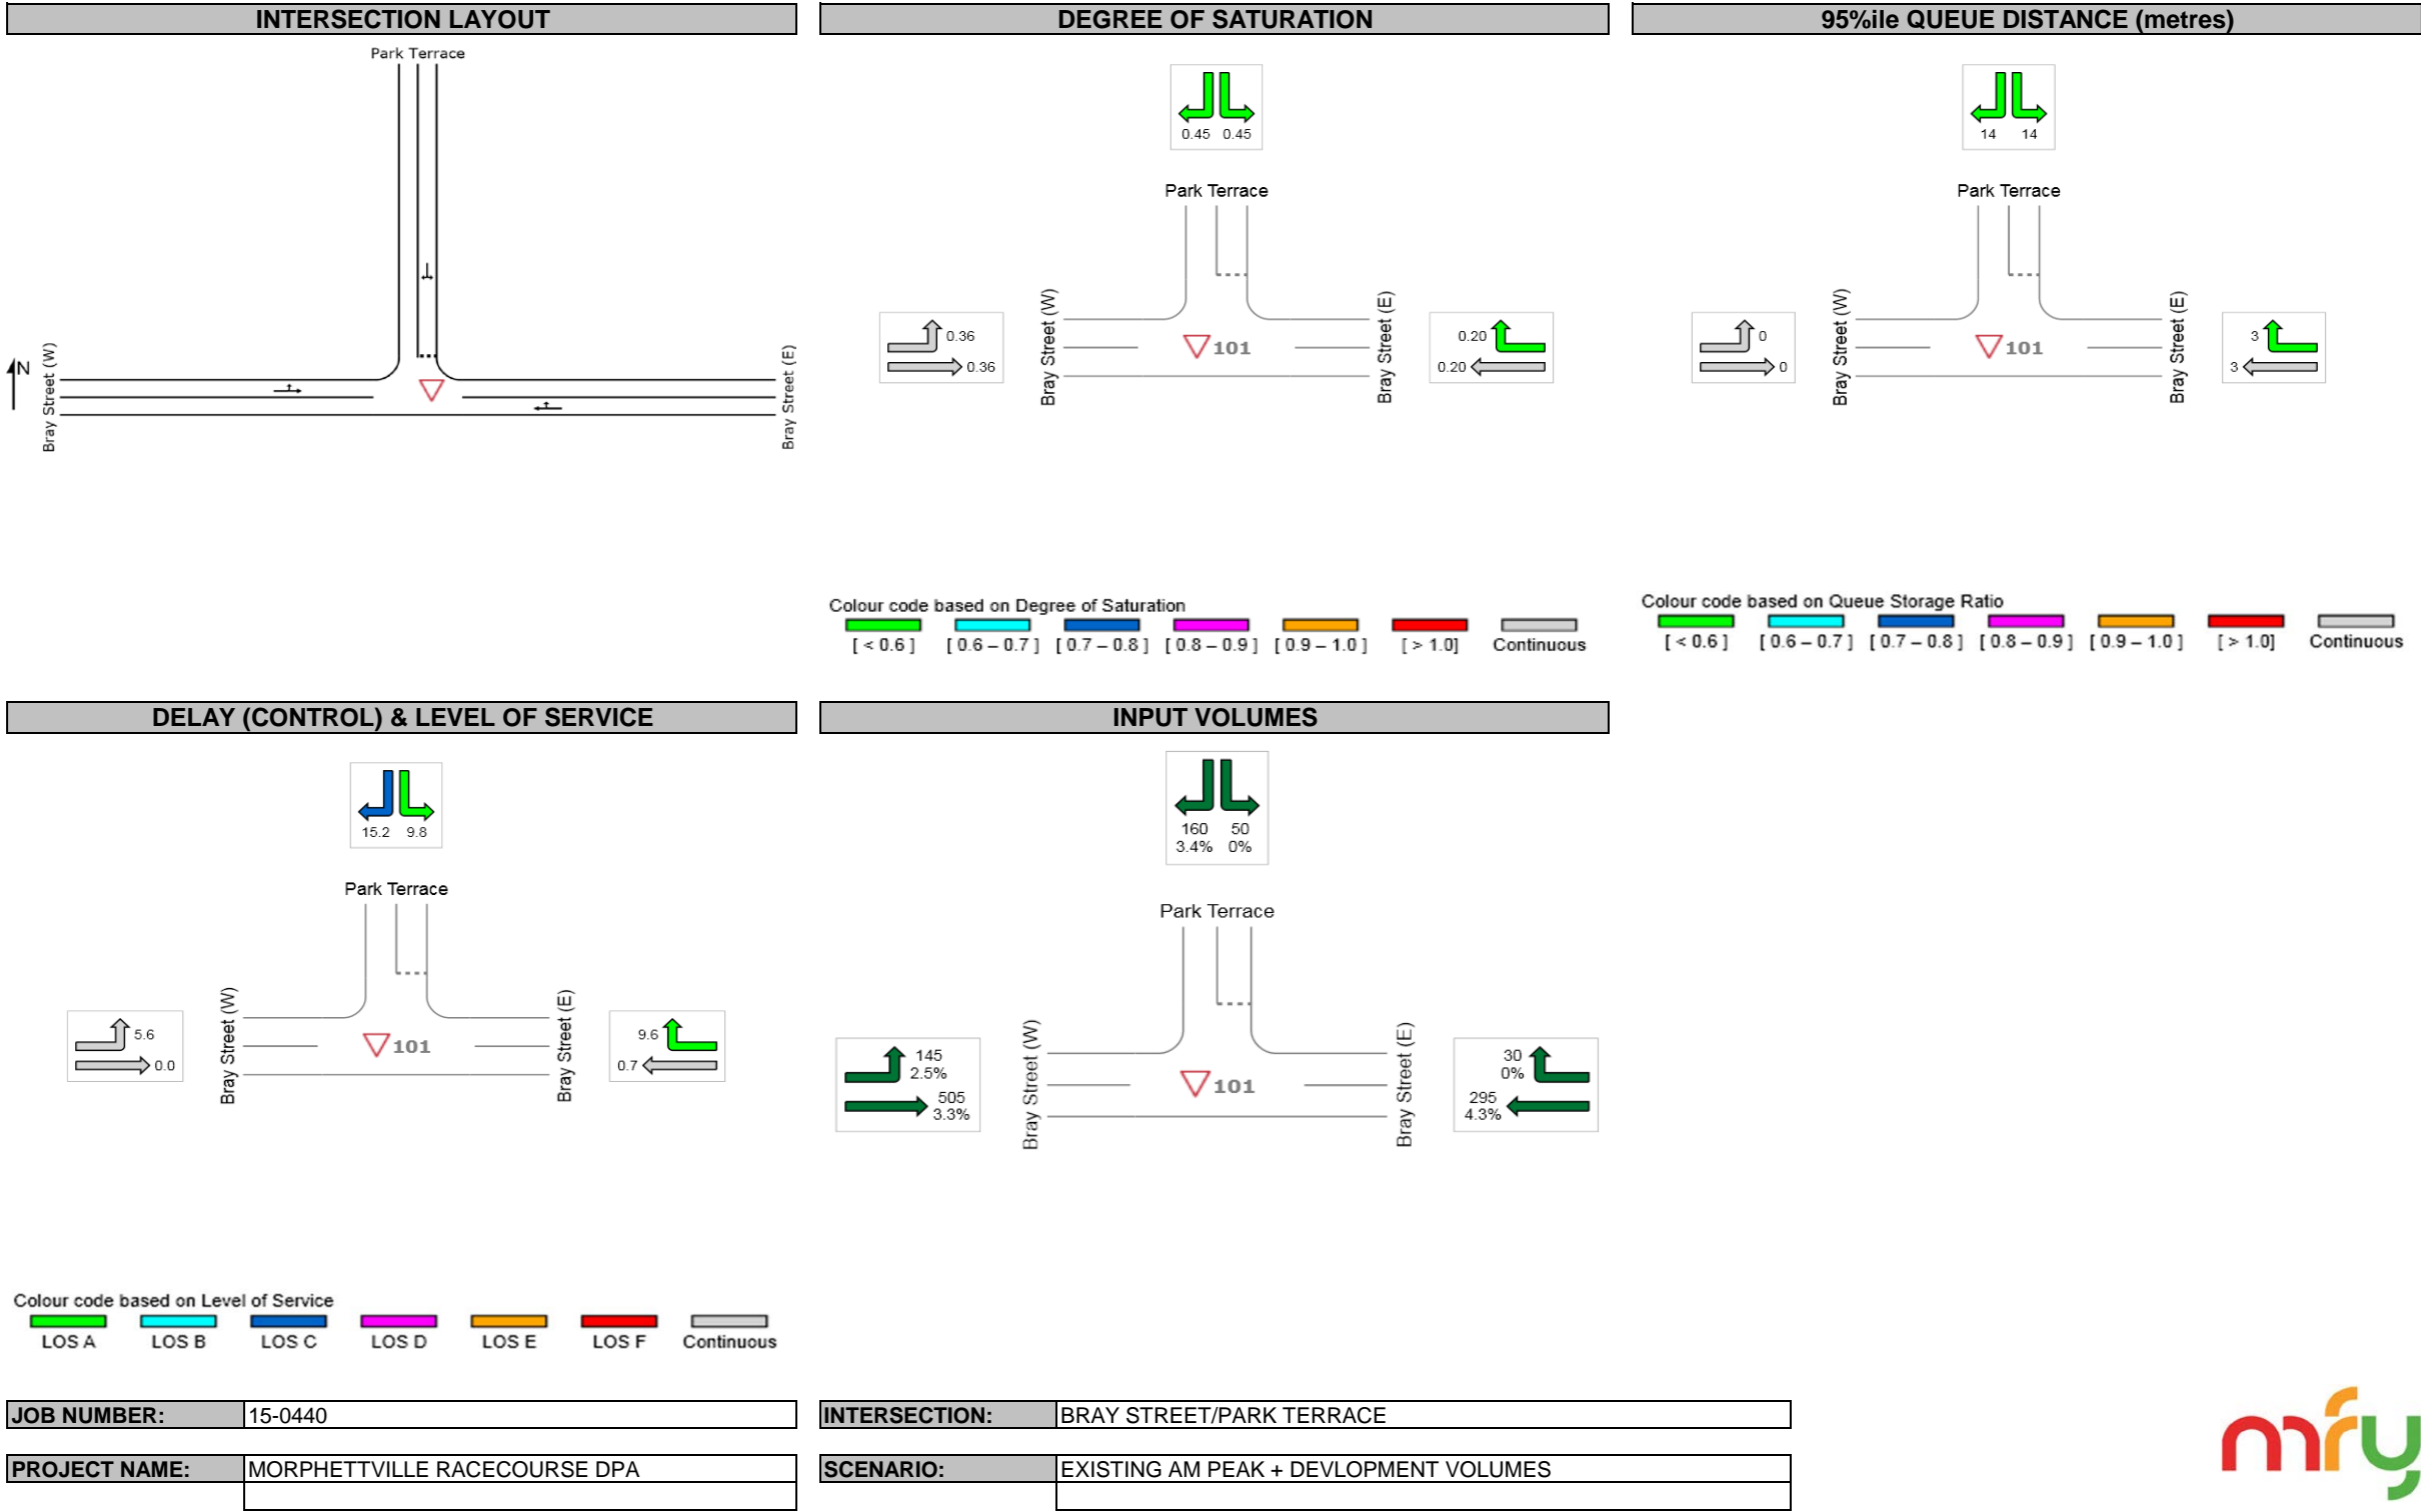 INTERSECTION LAYOUT
Park Terrace
N
Bray Street (W)
Bray Street (E)
DEGREE OF SATURATION
0.45 0.45
Park Terrace
Bray Street (W)
0.36
0.36
101
Bray Street (E)
0.20
0.20
Colour code based on Degree of Saturation
[ < 0.6 ] [ 0.6 – 0.7 ] [ 0.7 – 0.8 ] [ 0.8 – 0.9 ] [ 0.9 – 1.0 ] [ > 1.0] Continuous
95%ile QUEUE DISTANCE (metres)
14 14
Park Terrace
Bray Street (W)
0
0
101
Bray Street (E)
3
3
Colour code based on Queue Storage Ratio
[ < 0.6 ] [ 0.6 – 0.7 ] [ 0.7 – 0.8 ] [ 0.8 – 0.9 ] [ 0.9 – 1.0 ] [ > 1.0] Continuous
DELAY (CONTROL) & LEVEL OF SERVICE
15.2 9.8
Park Terrace
Bray Street (W)
5.6
0.0
101
Bray Street (E)
9.6
0.7
Colour code based on Level of Service
LOS A LOS B LOS C LOS D LOS E LOS F Continuous
INPUT VOLUMES
160 50
3.4% 0%
Park Terrace
Bray Street (W)
145
2.5%
505
3.3%
101
Bray Street (E)
30
0%
295
4.3%
JOB NUMBER: 15-0440
INTERSECTION: BRAY STREET/PARK TERRACE
PROJECT NAME: MORPHETTVILLE RACECOURSE DPA
SCENARIO: EXISTING AM PEAK + DEVLOPMENT VOLUMES
mfy